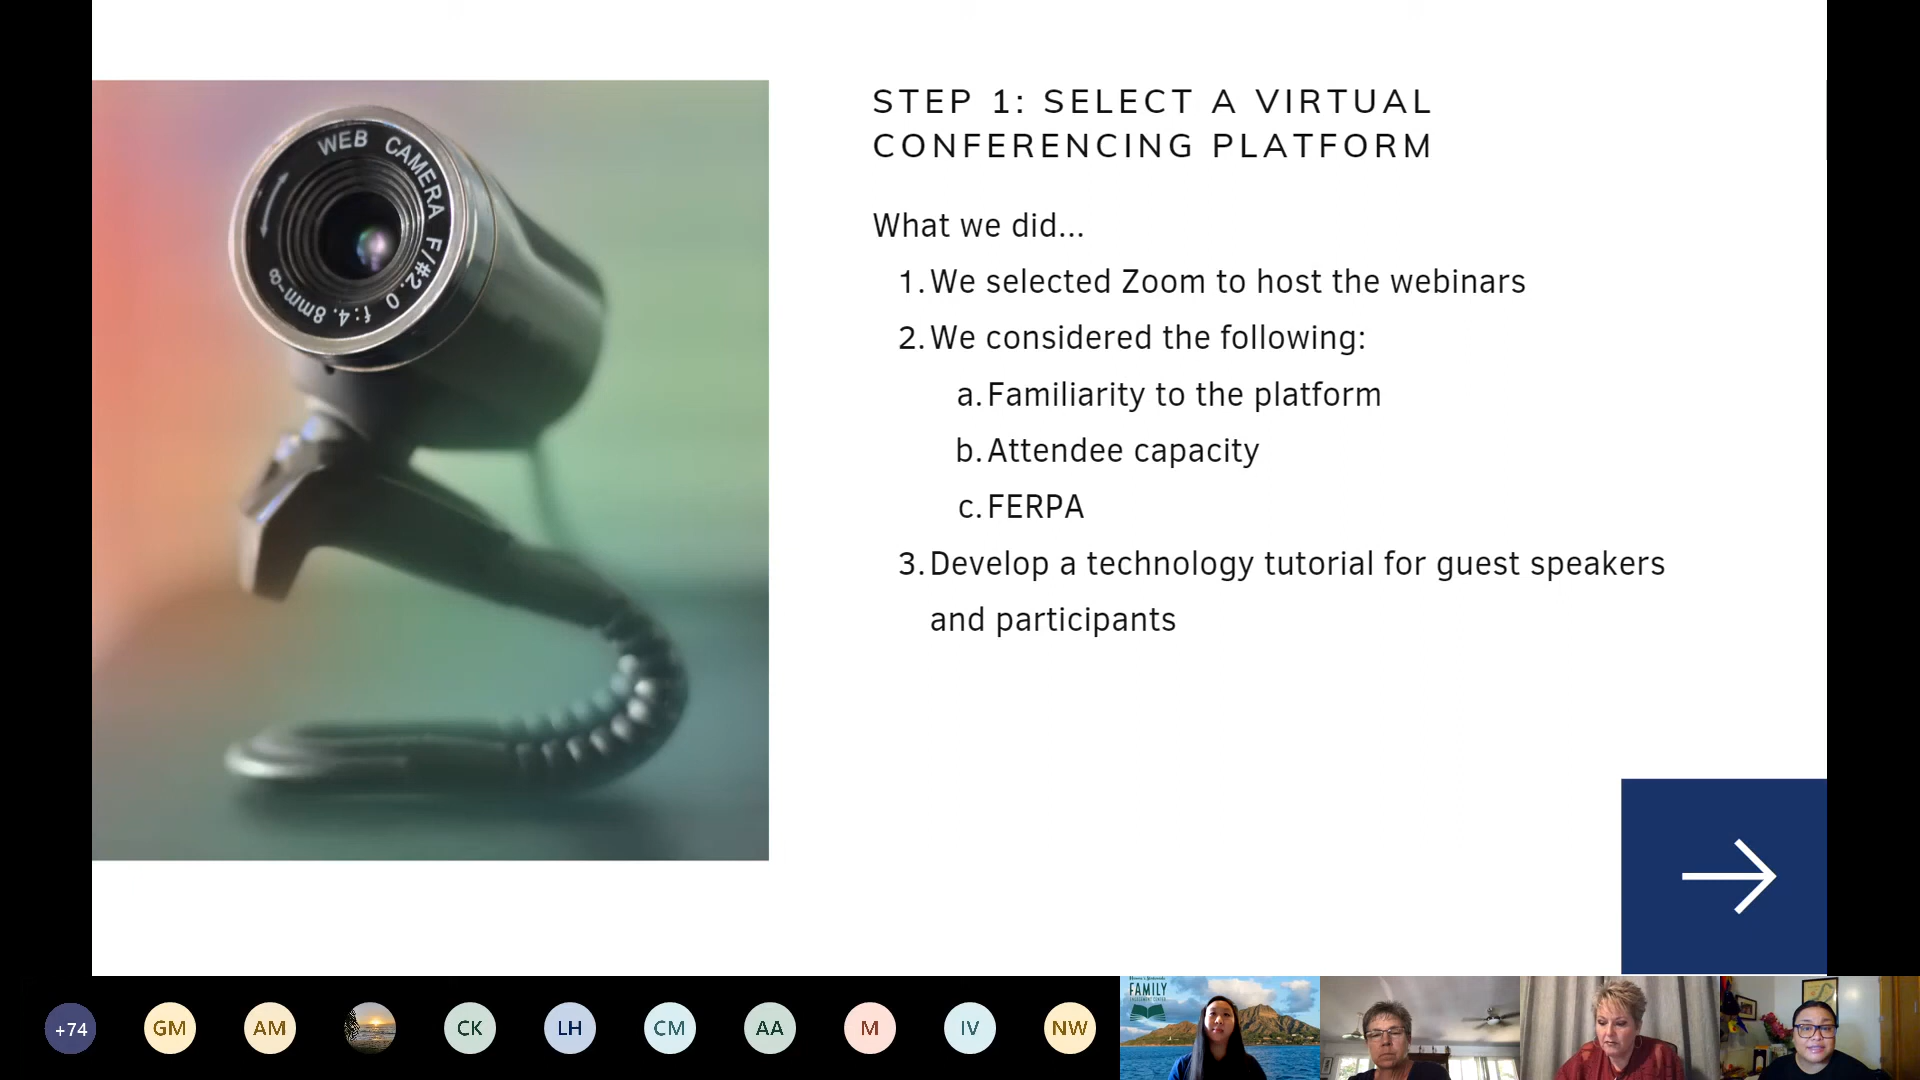 WEB CAMERA F/#2.0 f:4.8mm~8
STEP 1: SELECT A VIRTUAL
CONFERENCING PLATFORM
What we did...
1. We selected Zoom to host the webinars
2. We considered the following:
a. Familiarity to the platform
b. Attendee capacity
c. FERPA
3. Develop a technology tutorial for guest speakers
and participants
+74
GM
AM
CK
LH
CM
AA
M
IV
NW
FAMILY